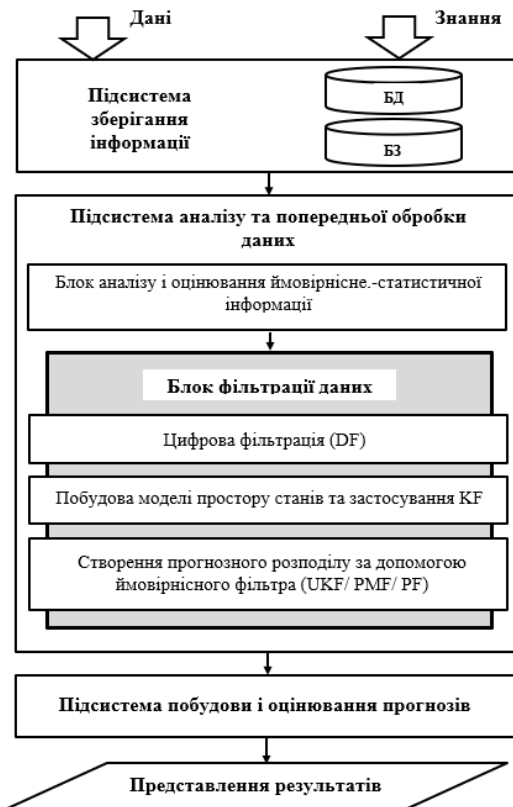 Дані
Знання
Підсистема
зберігання
інформації
БД
БЗ
Підсистема аналізу та попередньої обробки
даних
Блок аналізу і оцінювання ймовірнісне.-статистичної
інформації
Блок фільтрації даних
Цифрова фільтрація (DF)
Побудова моделі простору станів та застосування KF
Створення прогнозного розподілу за допомогою
ймовірнісного фільтра (UKF/ PMF/ PF)
Підсистема побудови і оцінювання прогнозів
Представлення результатів